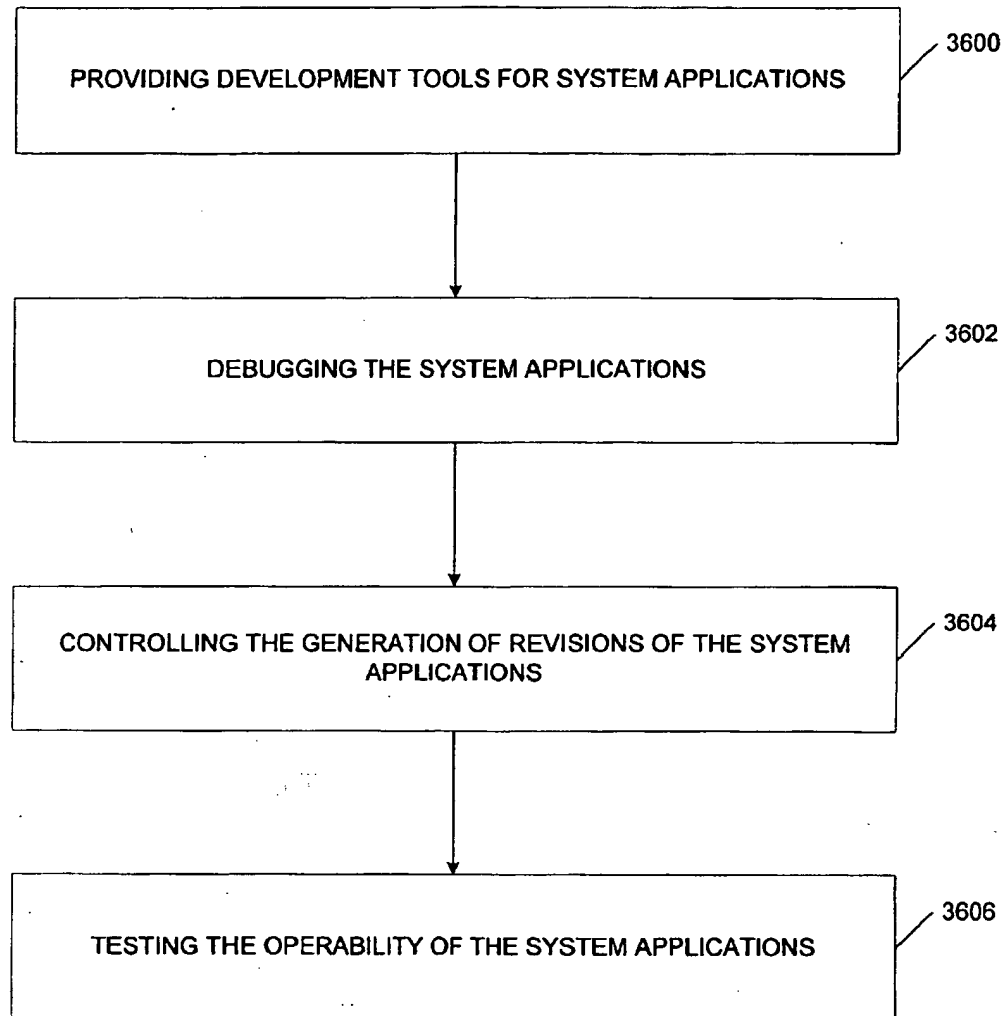 3600
PROVIDING DEVELOPMENT TOOLS FOR SYSTEM APPLICATIONS
3602
DEBUGGING THE SYSTEM APPLICATIONS
3604
CONTROLLING THE GENERATION OF REVISIONS OF THE SYSTEM
APPLICATIONS
3606
TESTING THE OPERABILITY OF THE SYSTEM APPLICATIONS